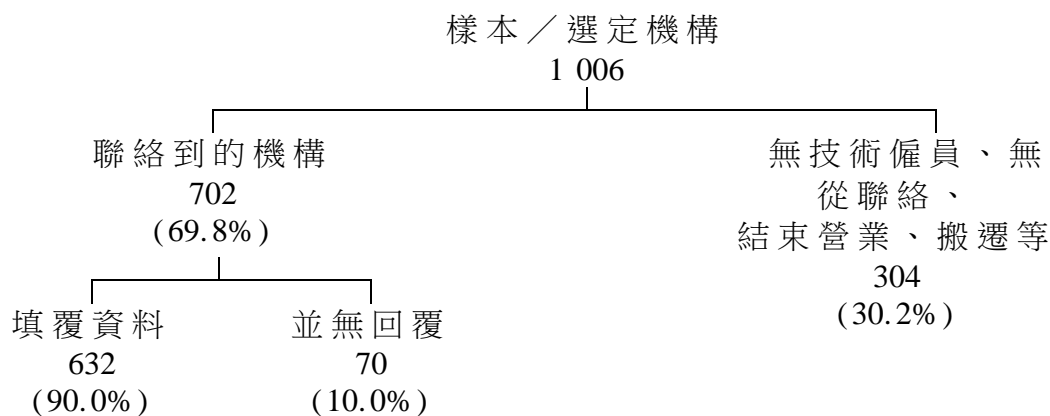 樣本／選定機構
1 006
聯絡到的機構
702
(69.8%)
無技術僱員、無
從聯絡、
結束營業、搬遷等
304
(30.2%)
填覆資料
632
(90.0%)
並無回覆
70
(10.0%)